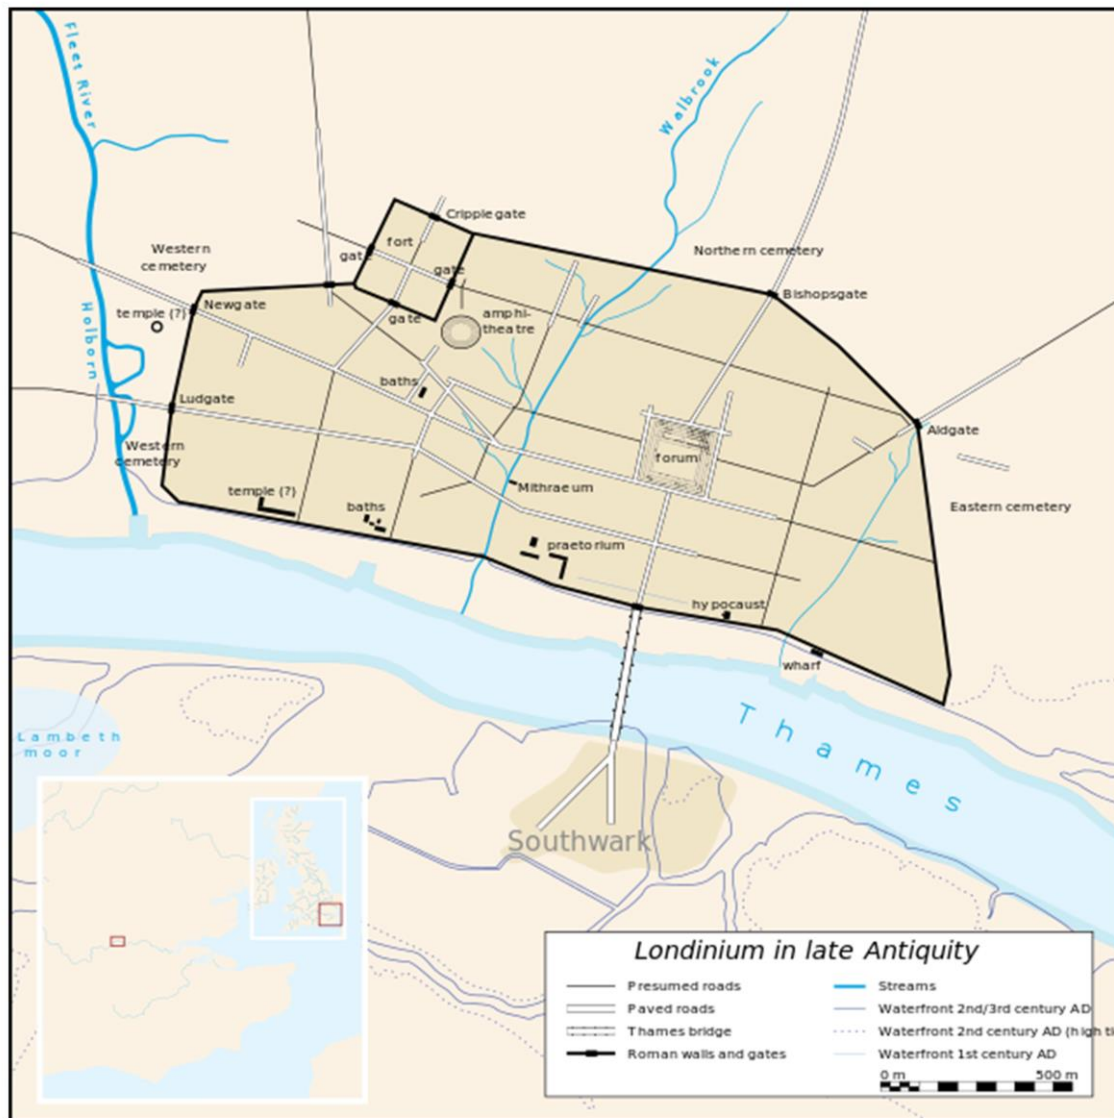 Fleet River
Walbrook
Cripplegate
fort
Western
cemetery
gate
gate
Northern cemetery
Newgate
Bishopsgate
temple (?)
gate
amphi-
theatre
Holborn
baths
Ludgate
Aldgate
Western
cemetery
forum
temple (?)
Mithraeum
baths
Eastern cemetery
praetorium
hypocaust
wharf
Thames
Lambeth
moor
Southwark
Londinium in late Antiquity
Presumed roads
Paved roads
Thames bridge
Roman walls and gates
Streams
Waterfront 2nd/3rd century AD
Waterfront 2nd century AD (high ti
Waterfront 1st century AD
0 m 500 m